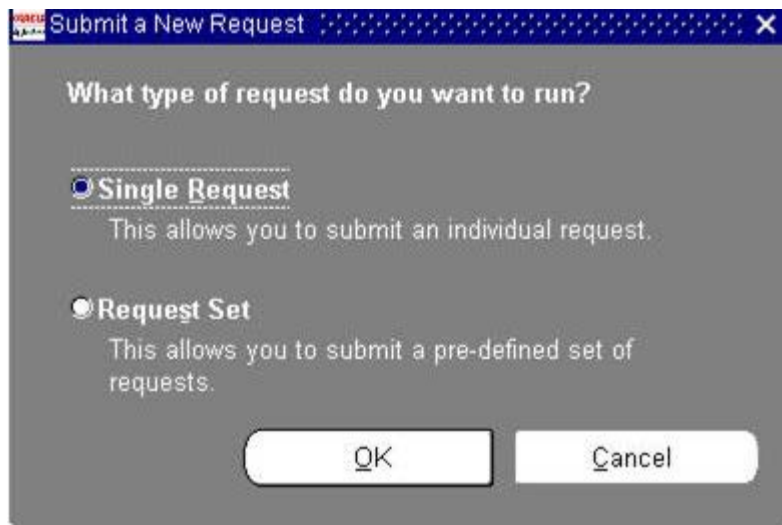 ORACLE
Submit a New Request
What type of request do you want to run?
Single Request
This allows you to submit an individual request.
Request Set
This allows you to submit a pre-defined set of
requests.
OK
Cancel